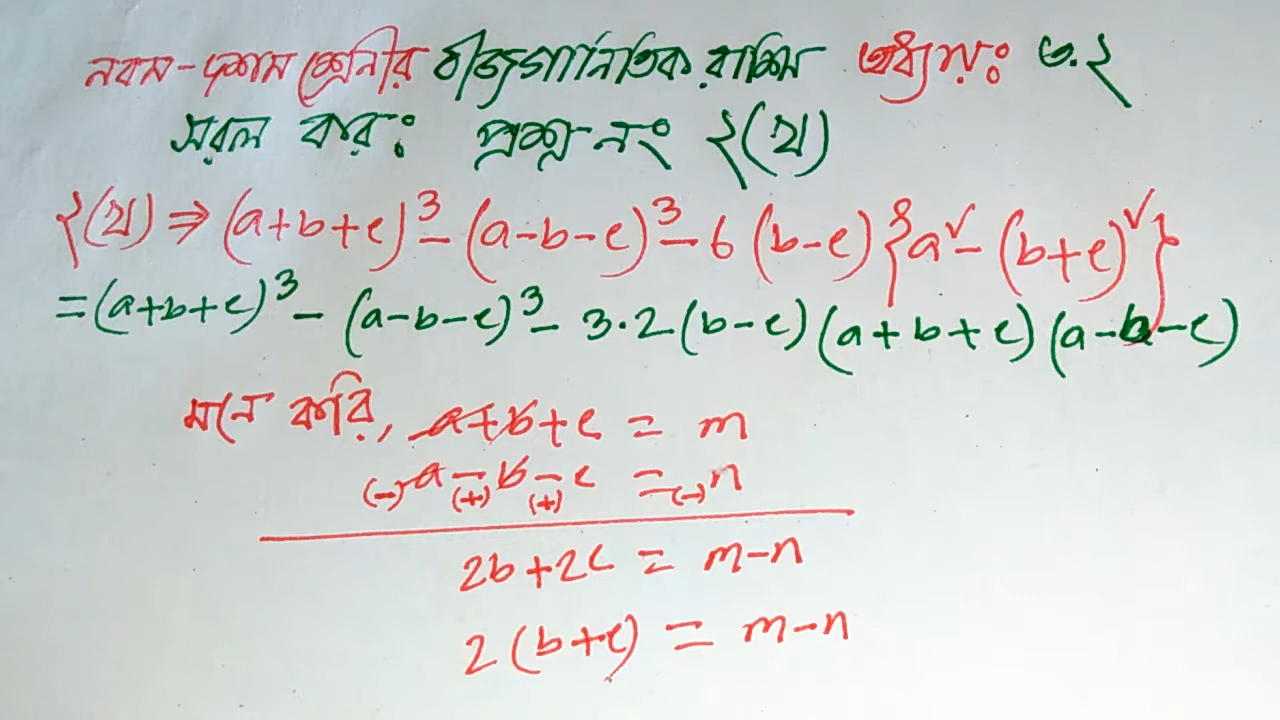 নবম-দশম শ্রেনীর বীজগানিতিক রাশি অধ্যায়ঃ ৩.২
সরল করঃ প্রশ্ন নং ২(খ)
২(খ) ⇒ (a+b+c)³ - (a-b-c)³ - 6 (b-c) {a² - (b+c)²}
= (a+b+c)³ - (a-b-c)³ - 3·2 (b-c) (a+b+c) (a-b-c)
মনে করি, a+b+c = m
(-) a - (+) b - (+) c = (-) n
2b+2c = m-n
2 (b+c) = m-n